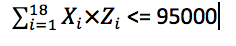 ∑_{i=1}^{18} X_i×Z_i <= 95000